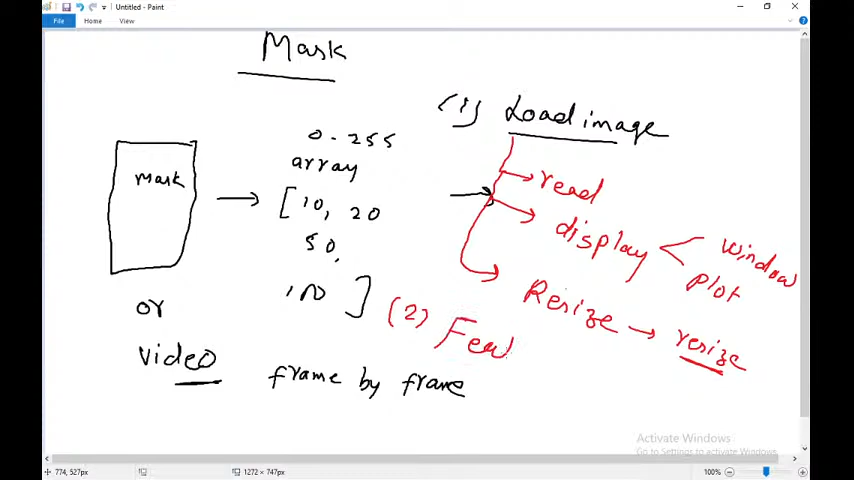 Untitled - Paint
File Home View
Mask
(1) Load image
0 - 255
array
mask
[10, 20
50,
100]
read
display
window
plot
Resize → resize
or
(2) Feat
video
frame by frame
Activate Windows
Go to Settings to activate Windows.
774, 527px
1272 × 747px
100%